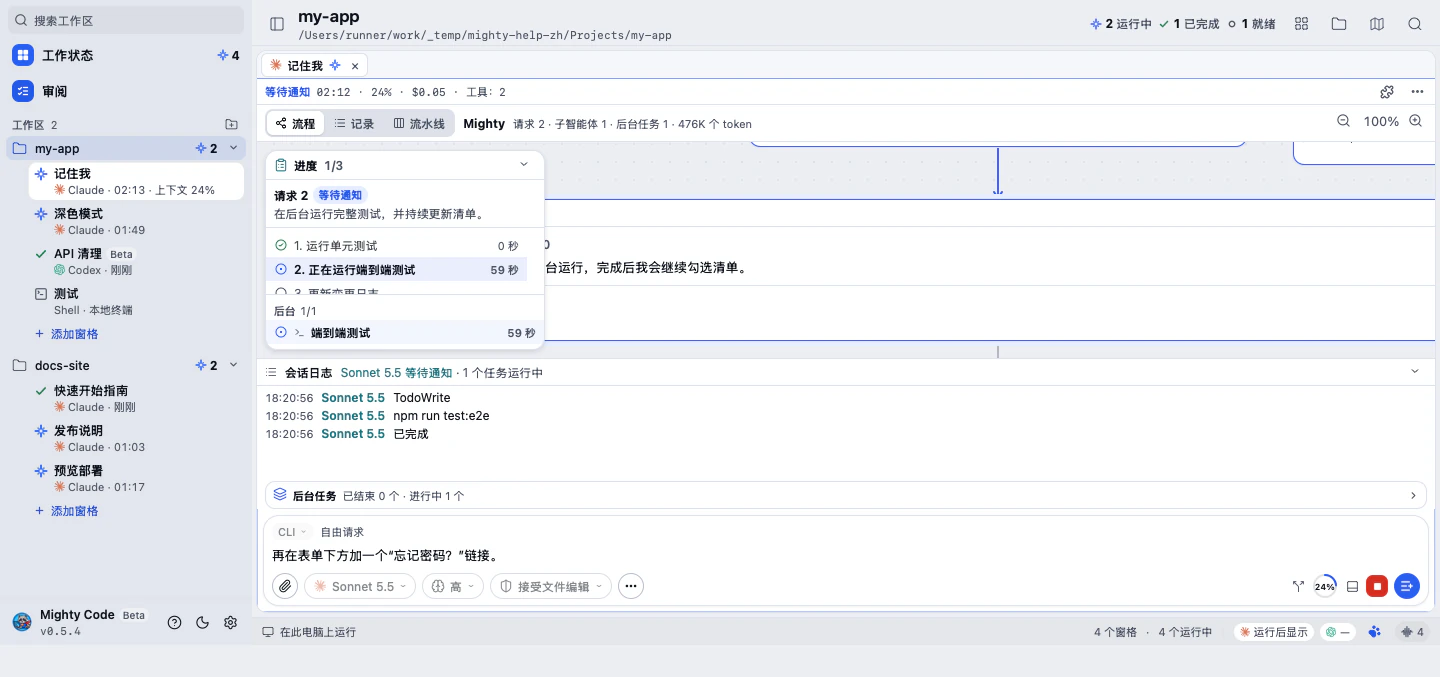 搜索工作区
工作状态
4
审阅
工作区 2
my-app
2
记住我
Claude · 02:13 · 上下文 24%
深色模式
Claude · 01:49
API 清理 Beta
Codex · 刚刚
测试
Shell · 本地终端
+ 添加窗格
docs-site
2
快速开始指南
Claude · 刚刚
发布说明
Claude · 01:03
预览部署
Claude · 01:17
+ 添加窗格
Mighty Code Beta
v0.5.4
my-app
/Users/runner/work/_temp/mighty-help-zh/Projects/my-app
2 运行中 1 已完成 1 就绪
记住我
等待通知 02:12 · 24% · $0.05 · 工具: 2
流程 记录 流水线 Mighty 请求 2 · 子智能体 1 · 后台任务 1 · 476K 个 token
100%
进度 1/3
请求 2 等待通知
在后台运行完整测试，并持续更新清单。
1. 运行单元测试 0 秒
2. 正在运行端到端测试 59 秒
3. 更新变更日志
后台 1/1
端到端测试 59 秒
台运行，完成后我会继续勾选清单。
会话日志 Sonnet 5.5 等待通知 · 1 个任务运行中
18:20:56 Sonnet 5.5 TodoWrite
18:20:56 Sonnet 5.5 npm run test:e2e
18:20:56 Sonnet 5.5 已完成
后台任务 已结束 0 个 · 进行中 1 个
CLI 自由请求
再在表单下方加一个“忘记密码？”链接。
Sonnet 5.5 高 接受文件编辑
24%
在此电脑上运行
4 个窗格 · 4 个运行中 运行后显示 — 4